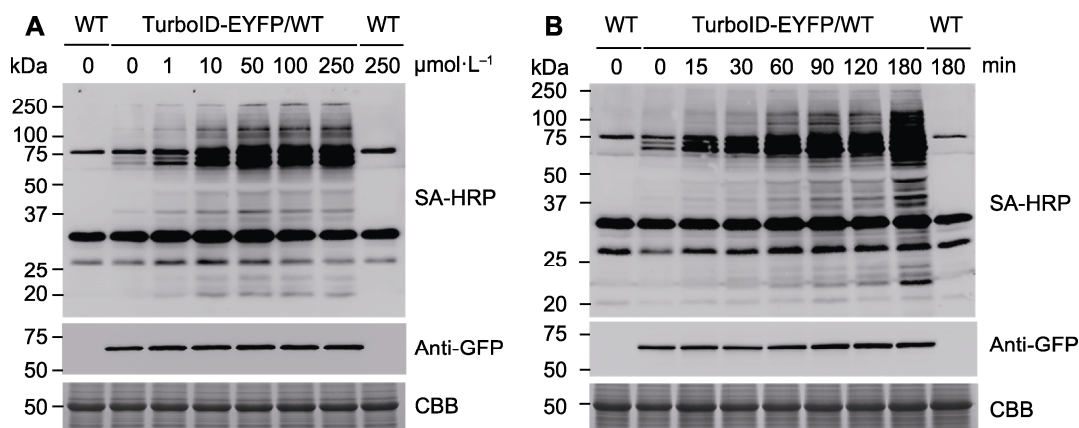 A WT TurboID-EYFP/WT WT
kDa 0 0 1 10 50 100 250 250 μmol·L⁻¹
250
100
75
50
37
25
20
SA-HRP
75
50
Anti-GFP
50
CBB
B WT TurboID-EYFP/WT WT
kDa 0 0 15 30 60 90 120 180 180 min
250
100
75
50
37
25
20
SA-HRP
75
50
Anti-GFP
50
CBB